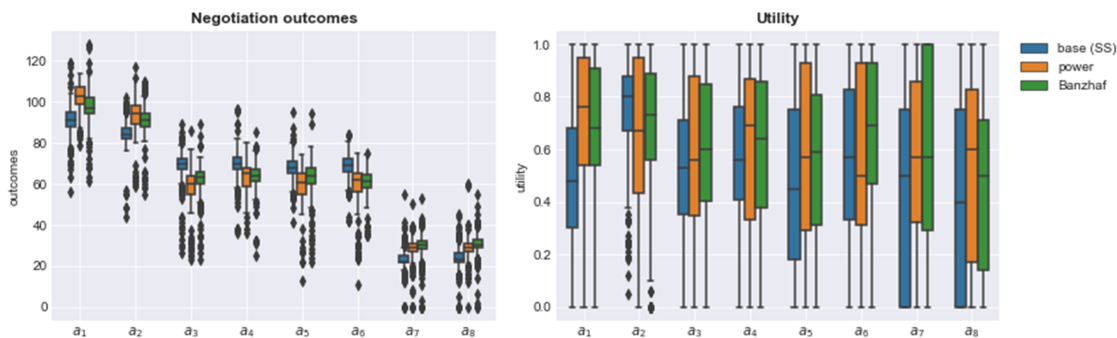 Negotiation outcomes
outcomes
120
100
80
60
40
20
0
a1 a2 a3 a4 a5 a6 a7 a8
Utility
utility
1.0
0.8
0.6
0.4
0.2
0.0
a1 a2 a3 a4 a5 a6 a7 a8
base (SS)
power
Banzhaf